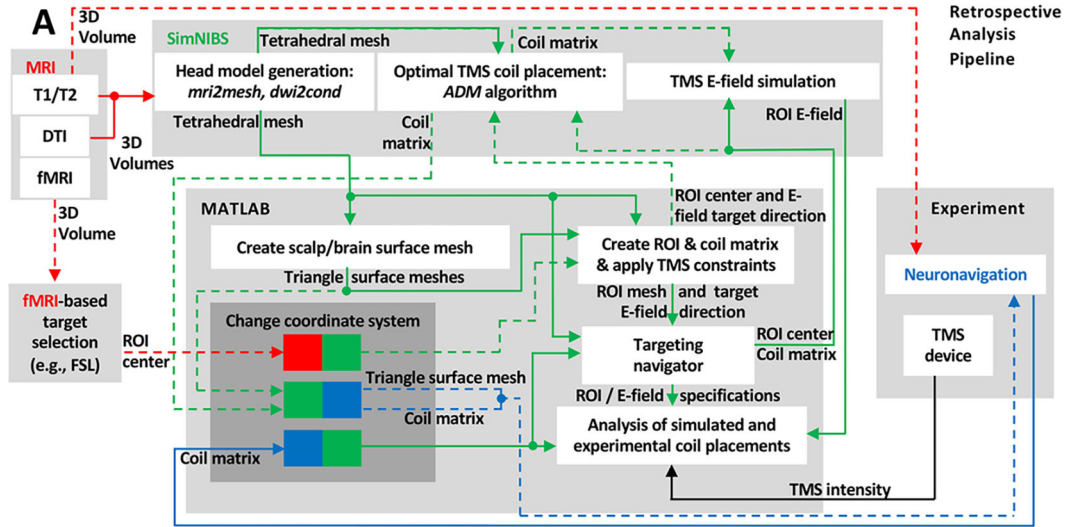 A
3D
Volume
Retrospective
Analysis
Pipeline
SimNIBS
Tetrahedral mesh
Coil matrix
MRI
T1/T2
DTI
fMRI
3D
Volumes
Head model generation:
mri2mesh, dwi2cond
Optimal TMS coil placement:
ADM algorithm
TMS E-field simulation
Tetrahedral mesh
Coil
matrix
ROI E-field
3D
Volume
MATLAB
ROI center and E-
field target direction
Experiment
Create scalp/brain surface mesh
Create ROI & coil matrix
& apply TMS constraints
Neuronavigation
Triangle surface meshes
ROI mesh and target
E-field direction
fMRI-based
target
selection
(e.g., FSL)
ROI
center
Change coordinate system
Targeting
navigator
ROI center
Coil matrix
TMS
device
Triangle surface mesh
Coil matrix
ROI / E-field specifications
Analysis of simulated and
experimental coil placements
Coil matrix
TMS intensity